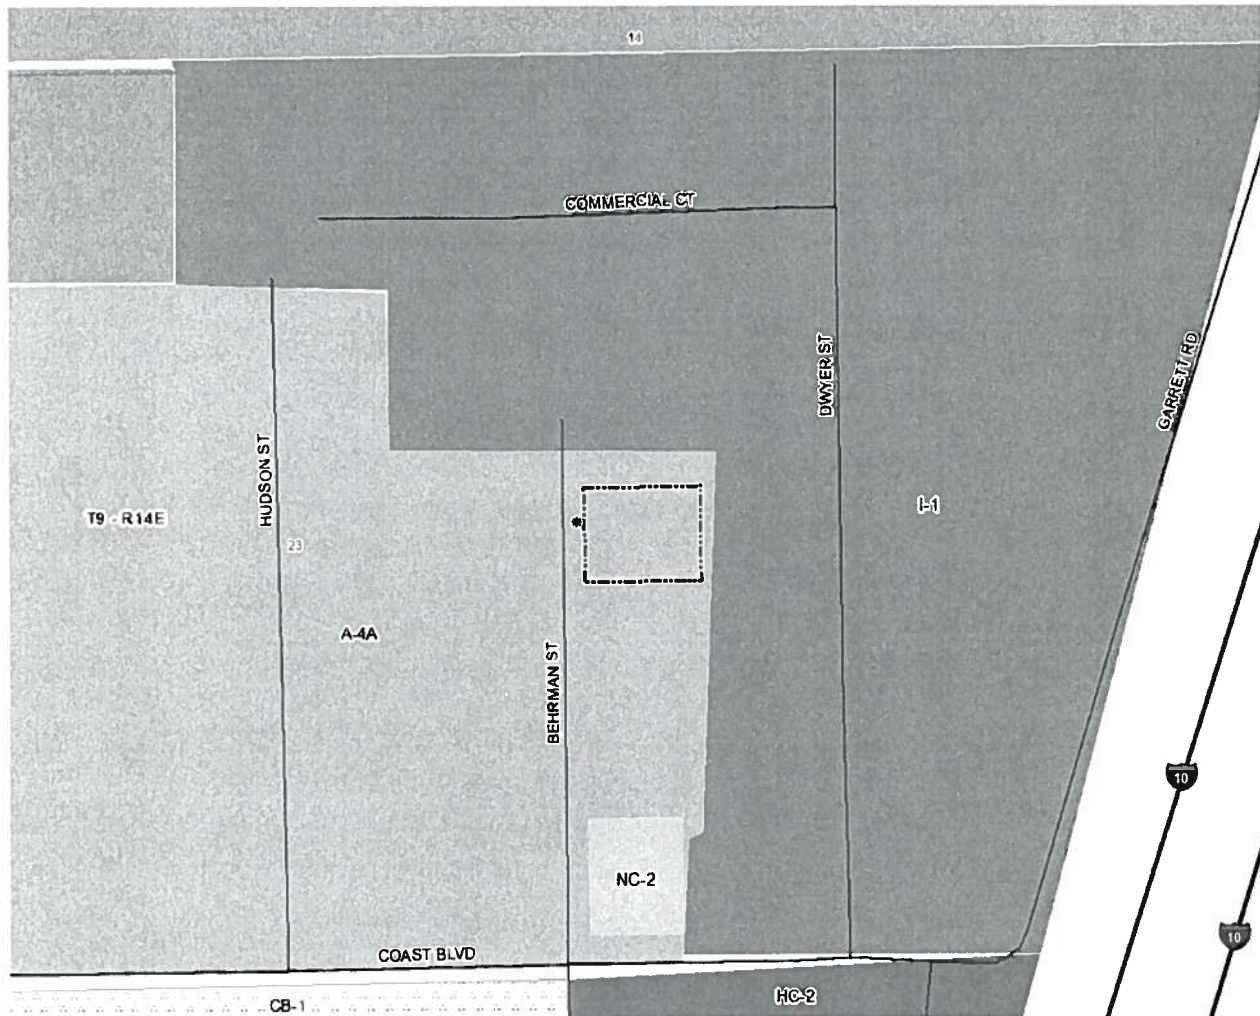 14
COMMERCIAL CT
DWYER ST
GARRETT RD
HUDSON ST
T9 - R14E
23
I-1
A-4A
BEHRMAN ST
10
NC-2
10
COAST BLVD
CB-1
HC-2